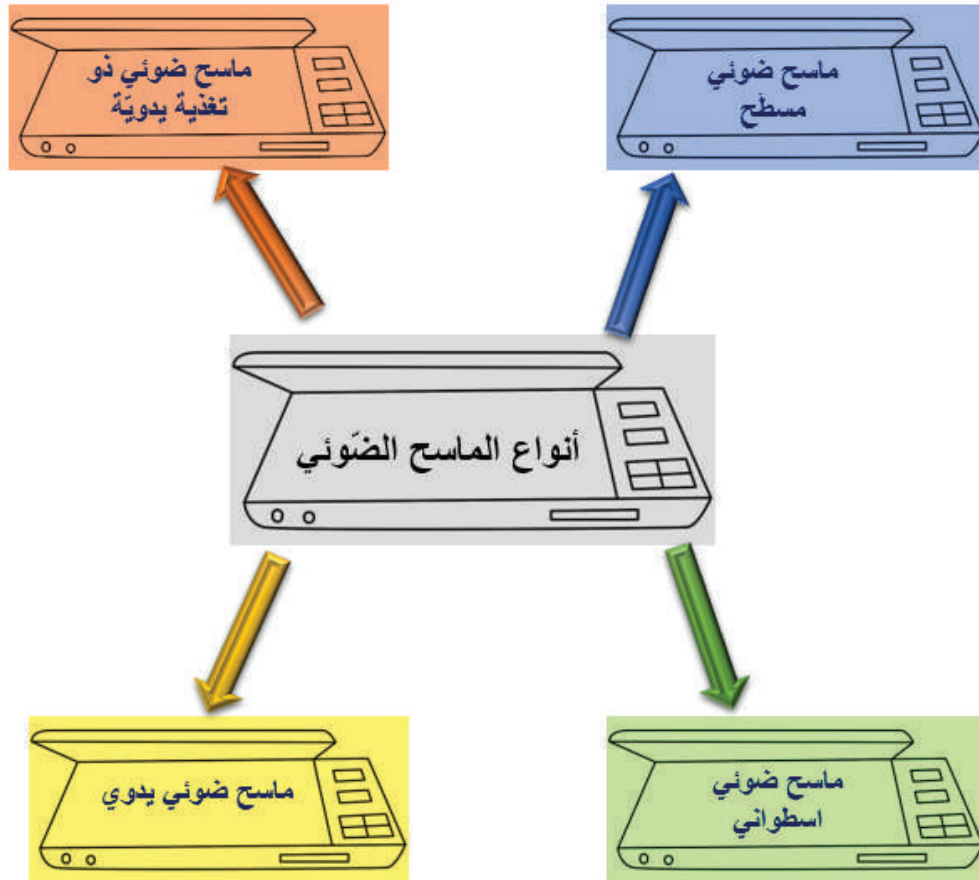 ماسح ضوئي
مسطّح
ماسح ضوئي ذو
تغذية يدويّة
أنواع الماسح الضّوئي
ماسح ضوئي
اسطواني
ماسح ضوئي يدوي